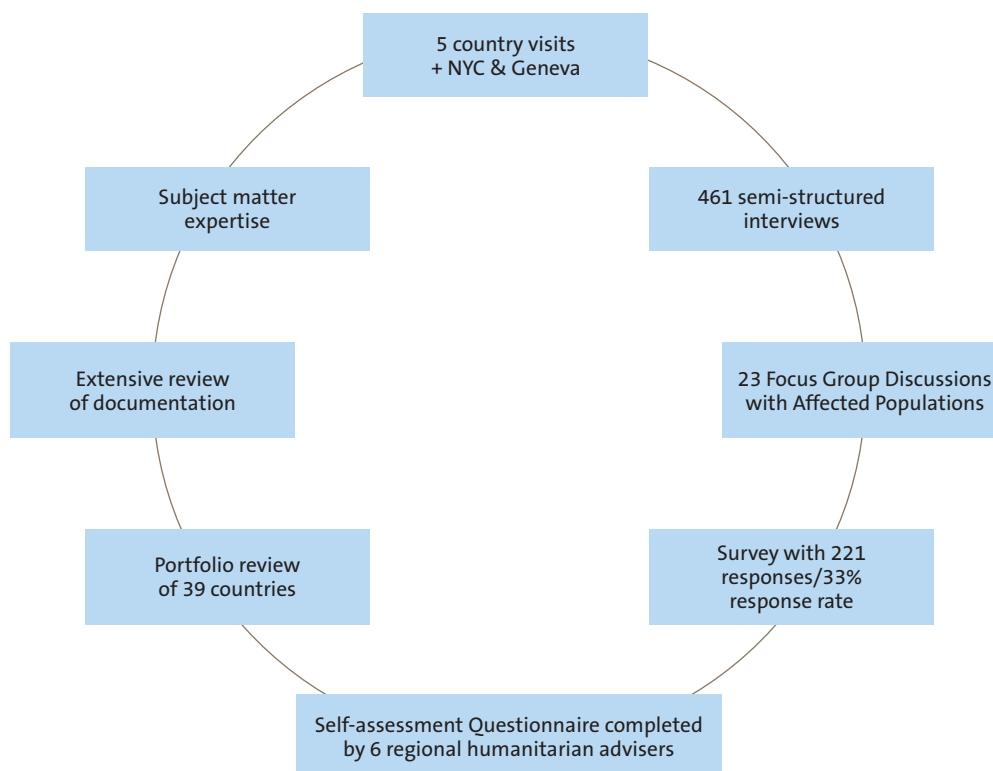 5 country visits
+ NYC & Geneva
Subject matter
expertise
461 semi-structured
interviews
Extensive review
of documentation
23 Focus Group Discussions
with Affected Populations
Portfolio review
of 39 countries
Survey with 221
responses/33%
response rate
Self-assessment Questionnaire completed
by 6 regional humanitarian advisers